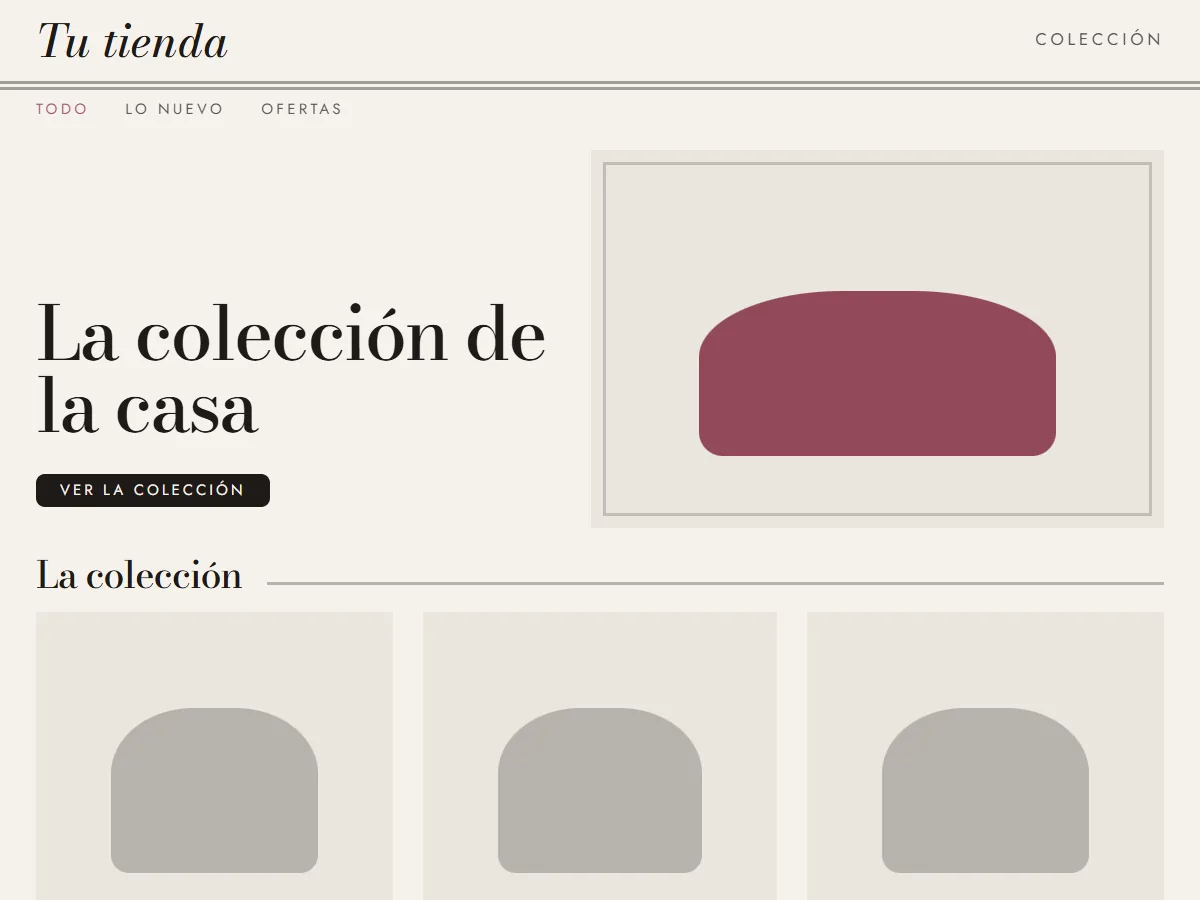 Tu tienda
COLECCIÓN
TODO
LO NUEVO
OFERTAS
La colección de
la casa
VER LA COLECCIÓN
La colección